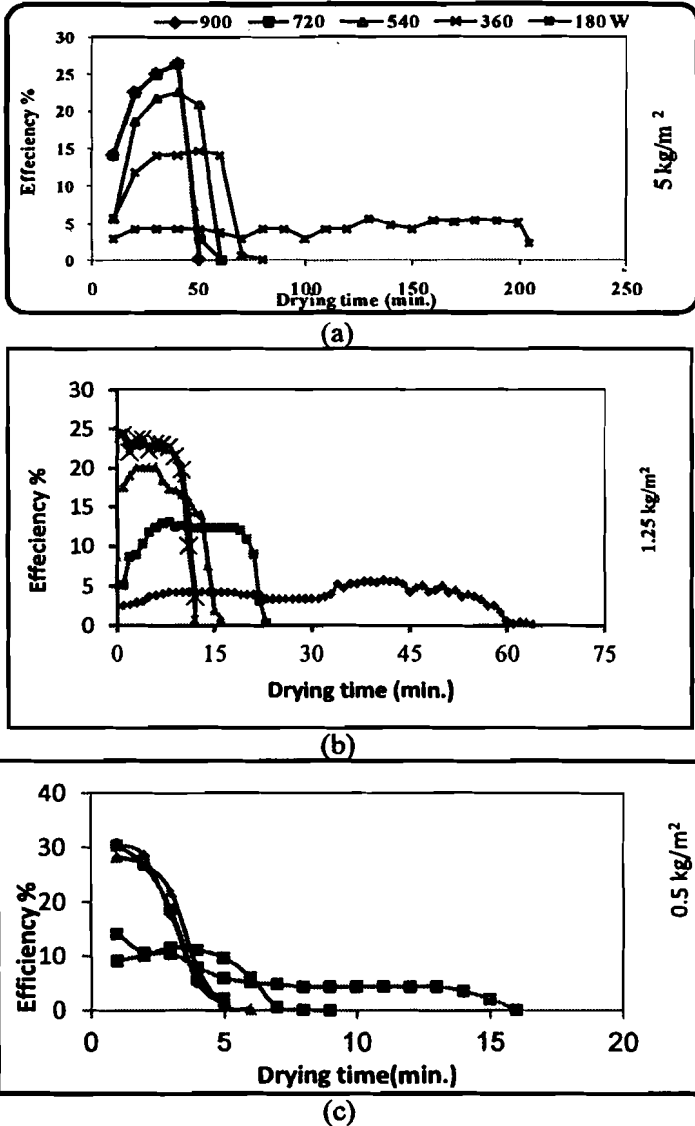 900 720 540 360 180 W
30
25
20
15
10
5
0
Effeciency %
0 50 100 150 200 250
Drying time (min.)
5 kg/m²
(a)
30
25
20
15
10
5
0
Effeciency %
0 15 30 45 60 75
Drying time (min.)
1.25 kg/m²
(b)
40
30
20
10
0
Efficiency %
0 5 10 15 20
Drying time(min.)
0.5 kg/m²
(c)